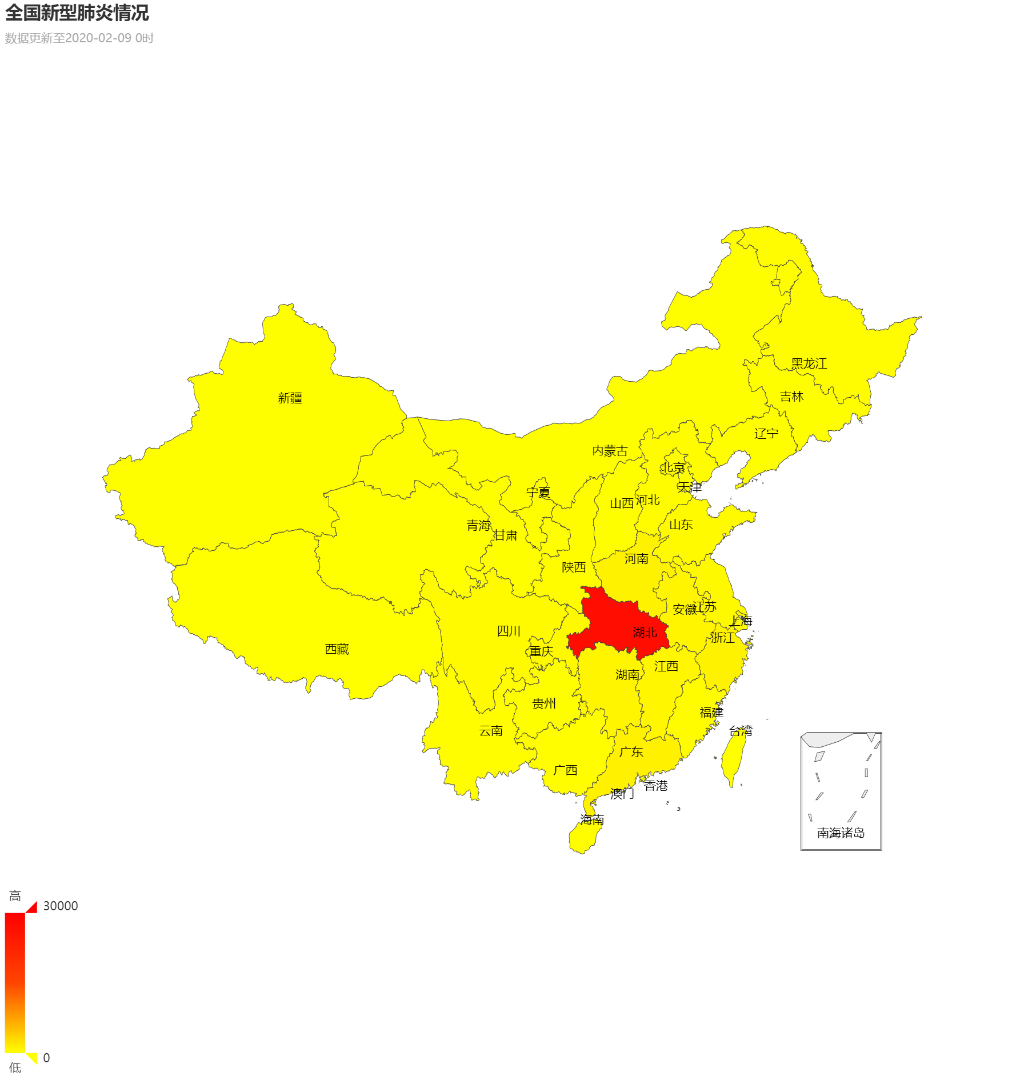 全国新型肺炎情况
数据更新至2020-02-09 0时
黑龙江
吉林
新疆
辽宁
内蒙古
北京
天津
宁夏
山西
河北
青海
甘肃
山东
河南
陕西
安徽
江苏
上海
四川
湖北
浙江
西藏
重庆
江西
湖南
贵州
福建
云南
台湾
广东
广西
香港
澳门
海南
南海诸岛
高
30000
0
低